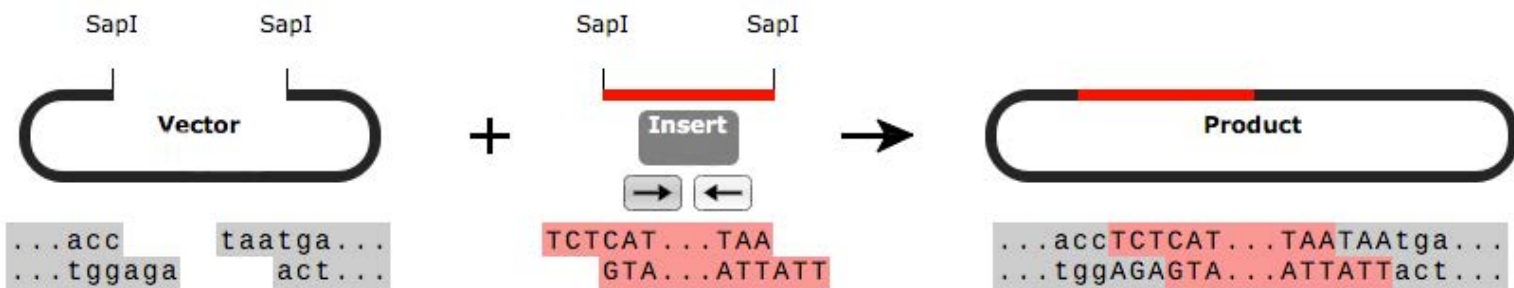 SapI SapI SapI SapI
Vector + Insert → Product
→ ←
...acc taatga... TCTCAT...TAA ...accTCTCAT...TAATAAtga...
...tggaga act... GTA...ATTATT ...tggAGAGTA...ATTATTact...